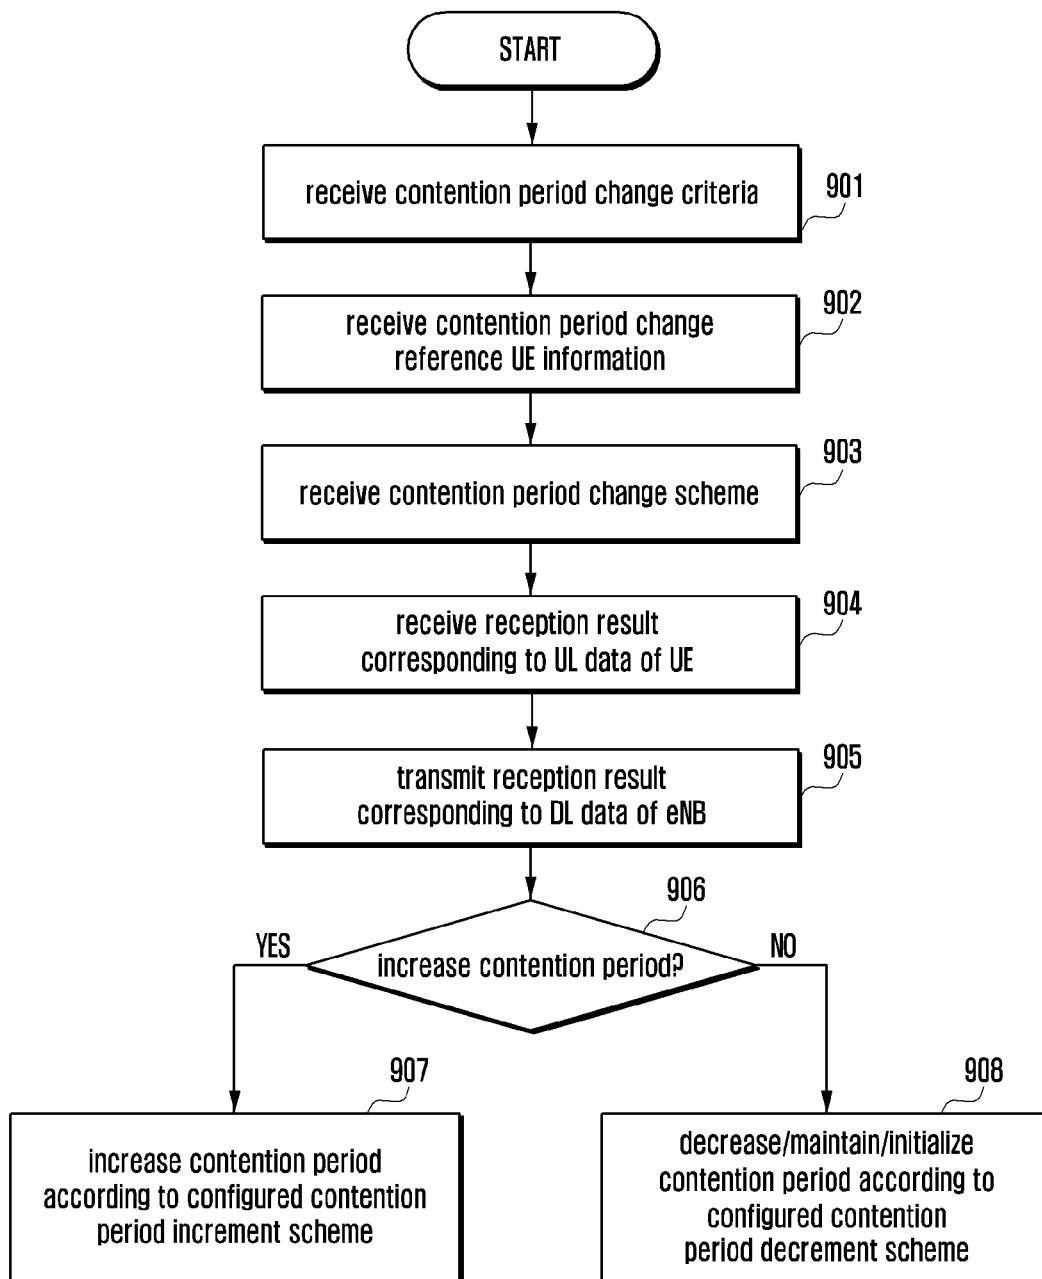 START
receive contention period change criteria
901
receive contention period change
reference UE information
902
receive contention period change scheme
903
receive reception result
corresponding to UL data of UE
904
transmit reception result
corresponding to DL data of eNB
905
906
increase contention period?
YES
NO
907
increase contention period
according to configured contention
period increment scheme
908
decrease/maintain/initialize
contention period according to
configured contention
period decrement scheme